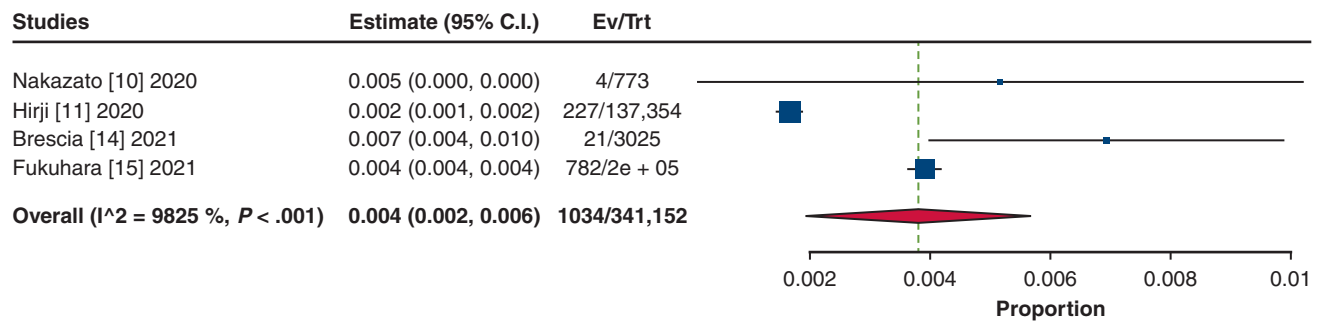 Studies Estimate (95% C.I.) Ev/Trt
Nakazato [10] 2020 0.005 (0.000, 0.000) 4/773
Hirji [11] 2020 0.002 (0.001, 0.002) 227/137,354
Brescia [14] 2021 0.007 (0.004, 0.010) 21/3025
Fukuhara [15] 2021 0.004 (0.004, 0.004) 782/2e + 05
Overall (I^2 = 9825 %, P < .001) 0.004 (0.002, 0.006) 1034/341,152
0.002 0.004 0.006 0.008 0.01
Proportion